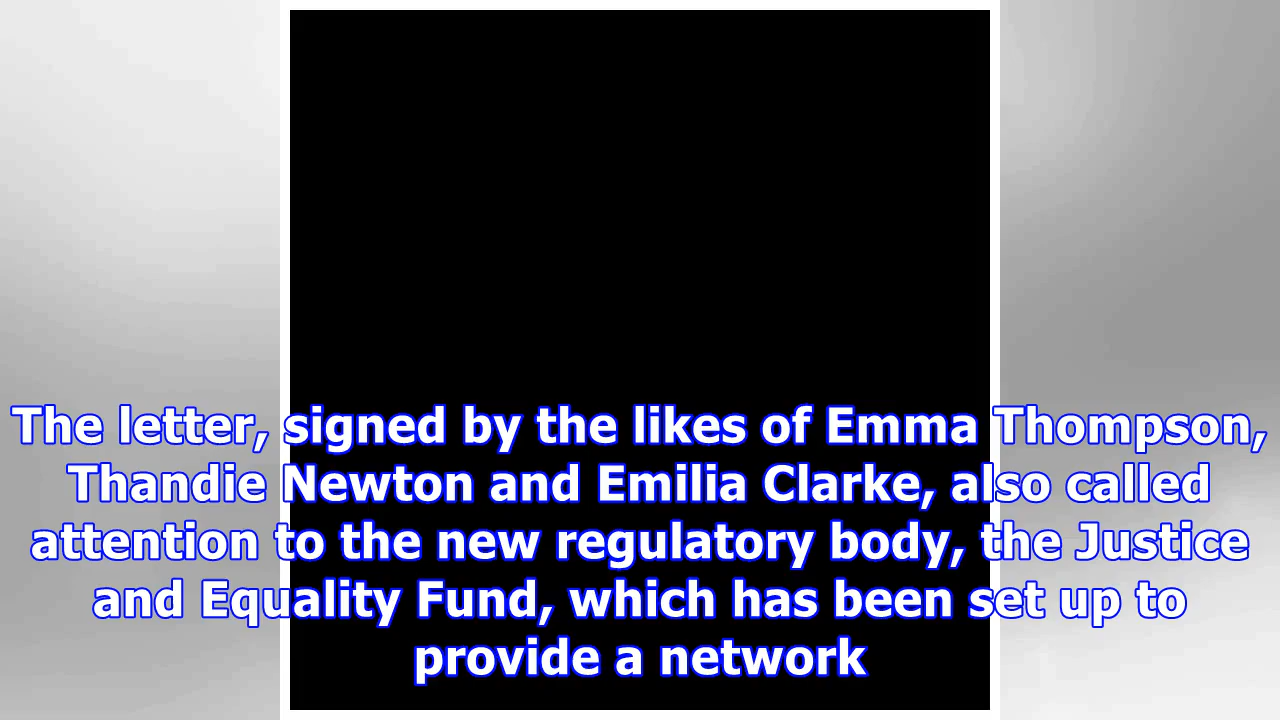 The letter, signed by the likes of Emma Thompson,
Thandie Newton and Emilia Clarke, also called
attention to the new regulatory body, the Justice
and Equality Fund, which has been set up to
provide a network